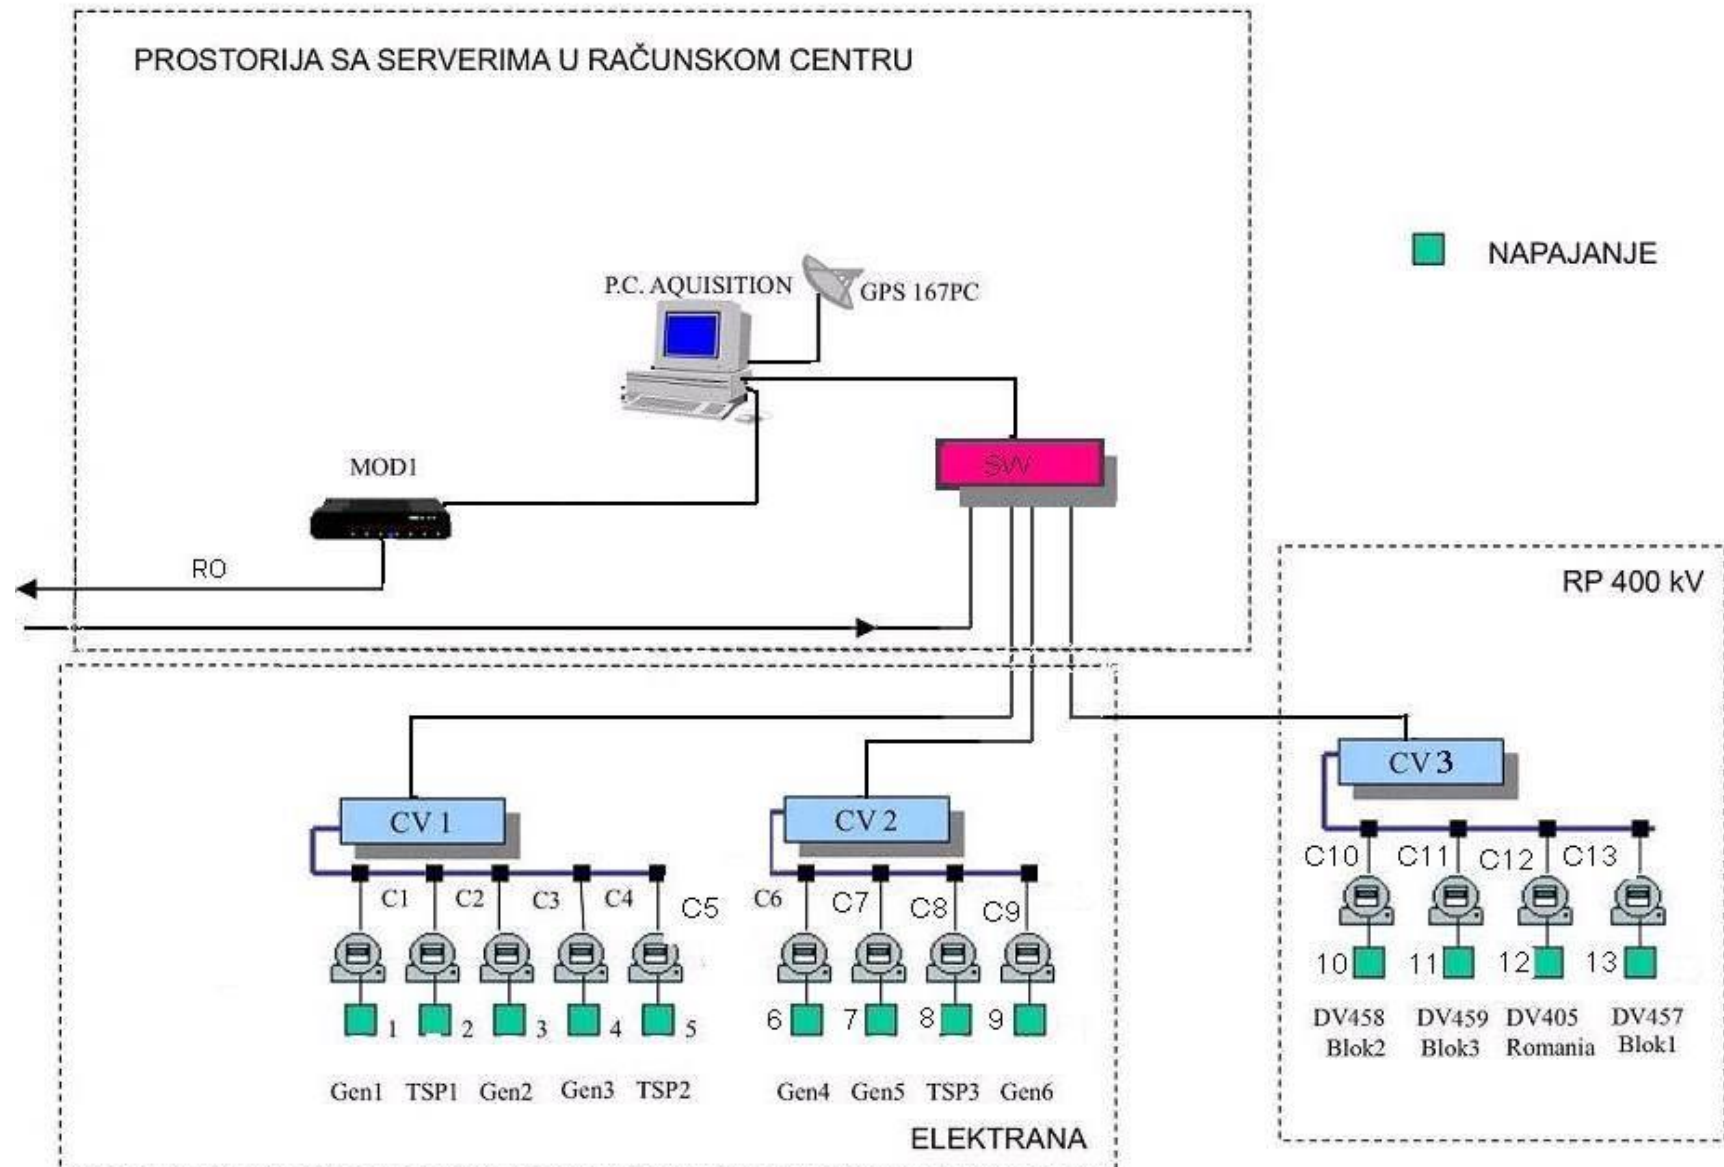 PROSTORIJA SA SERVERIMA U RAČUNSKOM CENTRU
NAPAJANJE
P.C. AQUISITION
GPS 167PC
SW
MOD1
RO
RP 400 kV
CV 3
CV 1
CV 2
C10 C11 C12 C13
C1 C2 C3 C4 C5 C6 C7 C8 C9
10 11 12 13
1 2 3 4 5 6 7 8 9
DV458 DV459 DV405 DV457
Blok2 Blok3 Romania Blok1
Gen1 TSP1 Gen2 Gen3 TSP2 Gen4 Gen5 TSP3 Gen6
ELEKTRANA